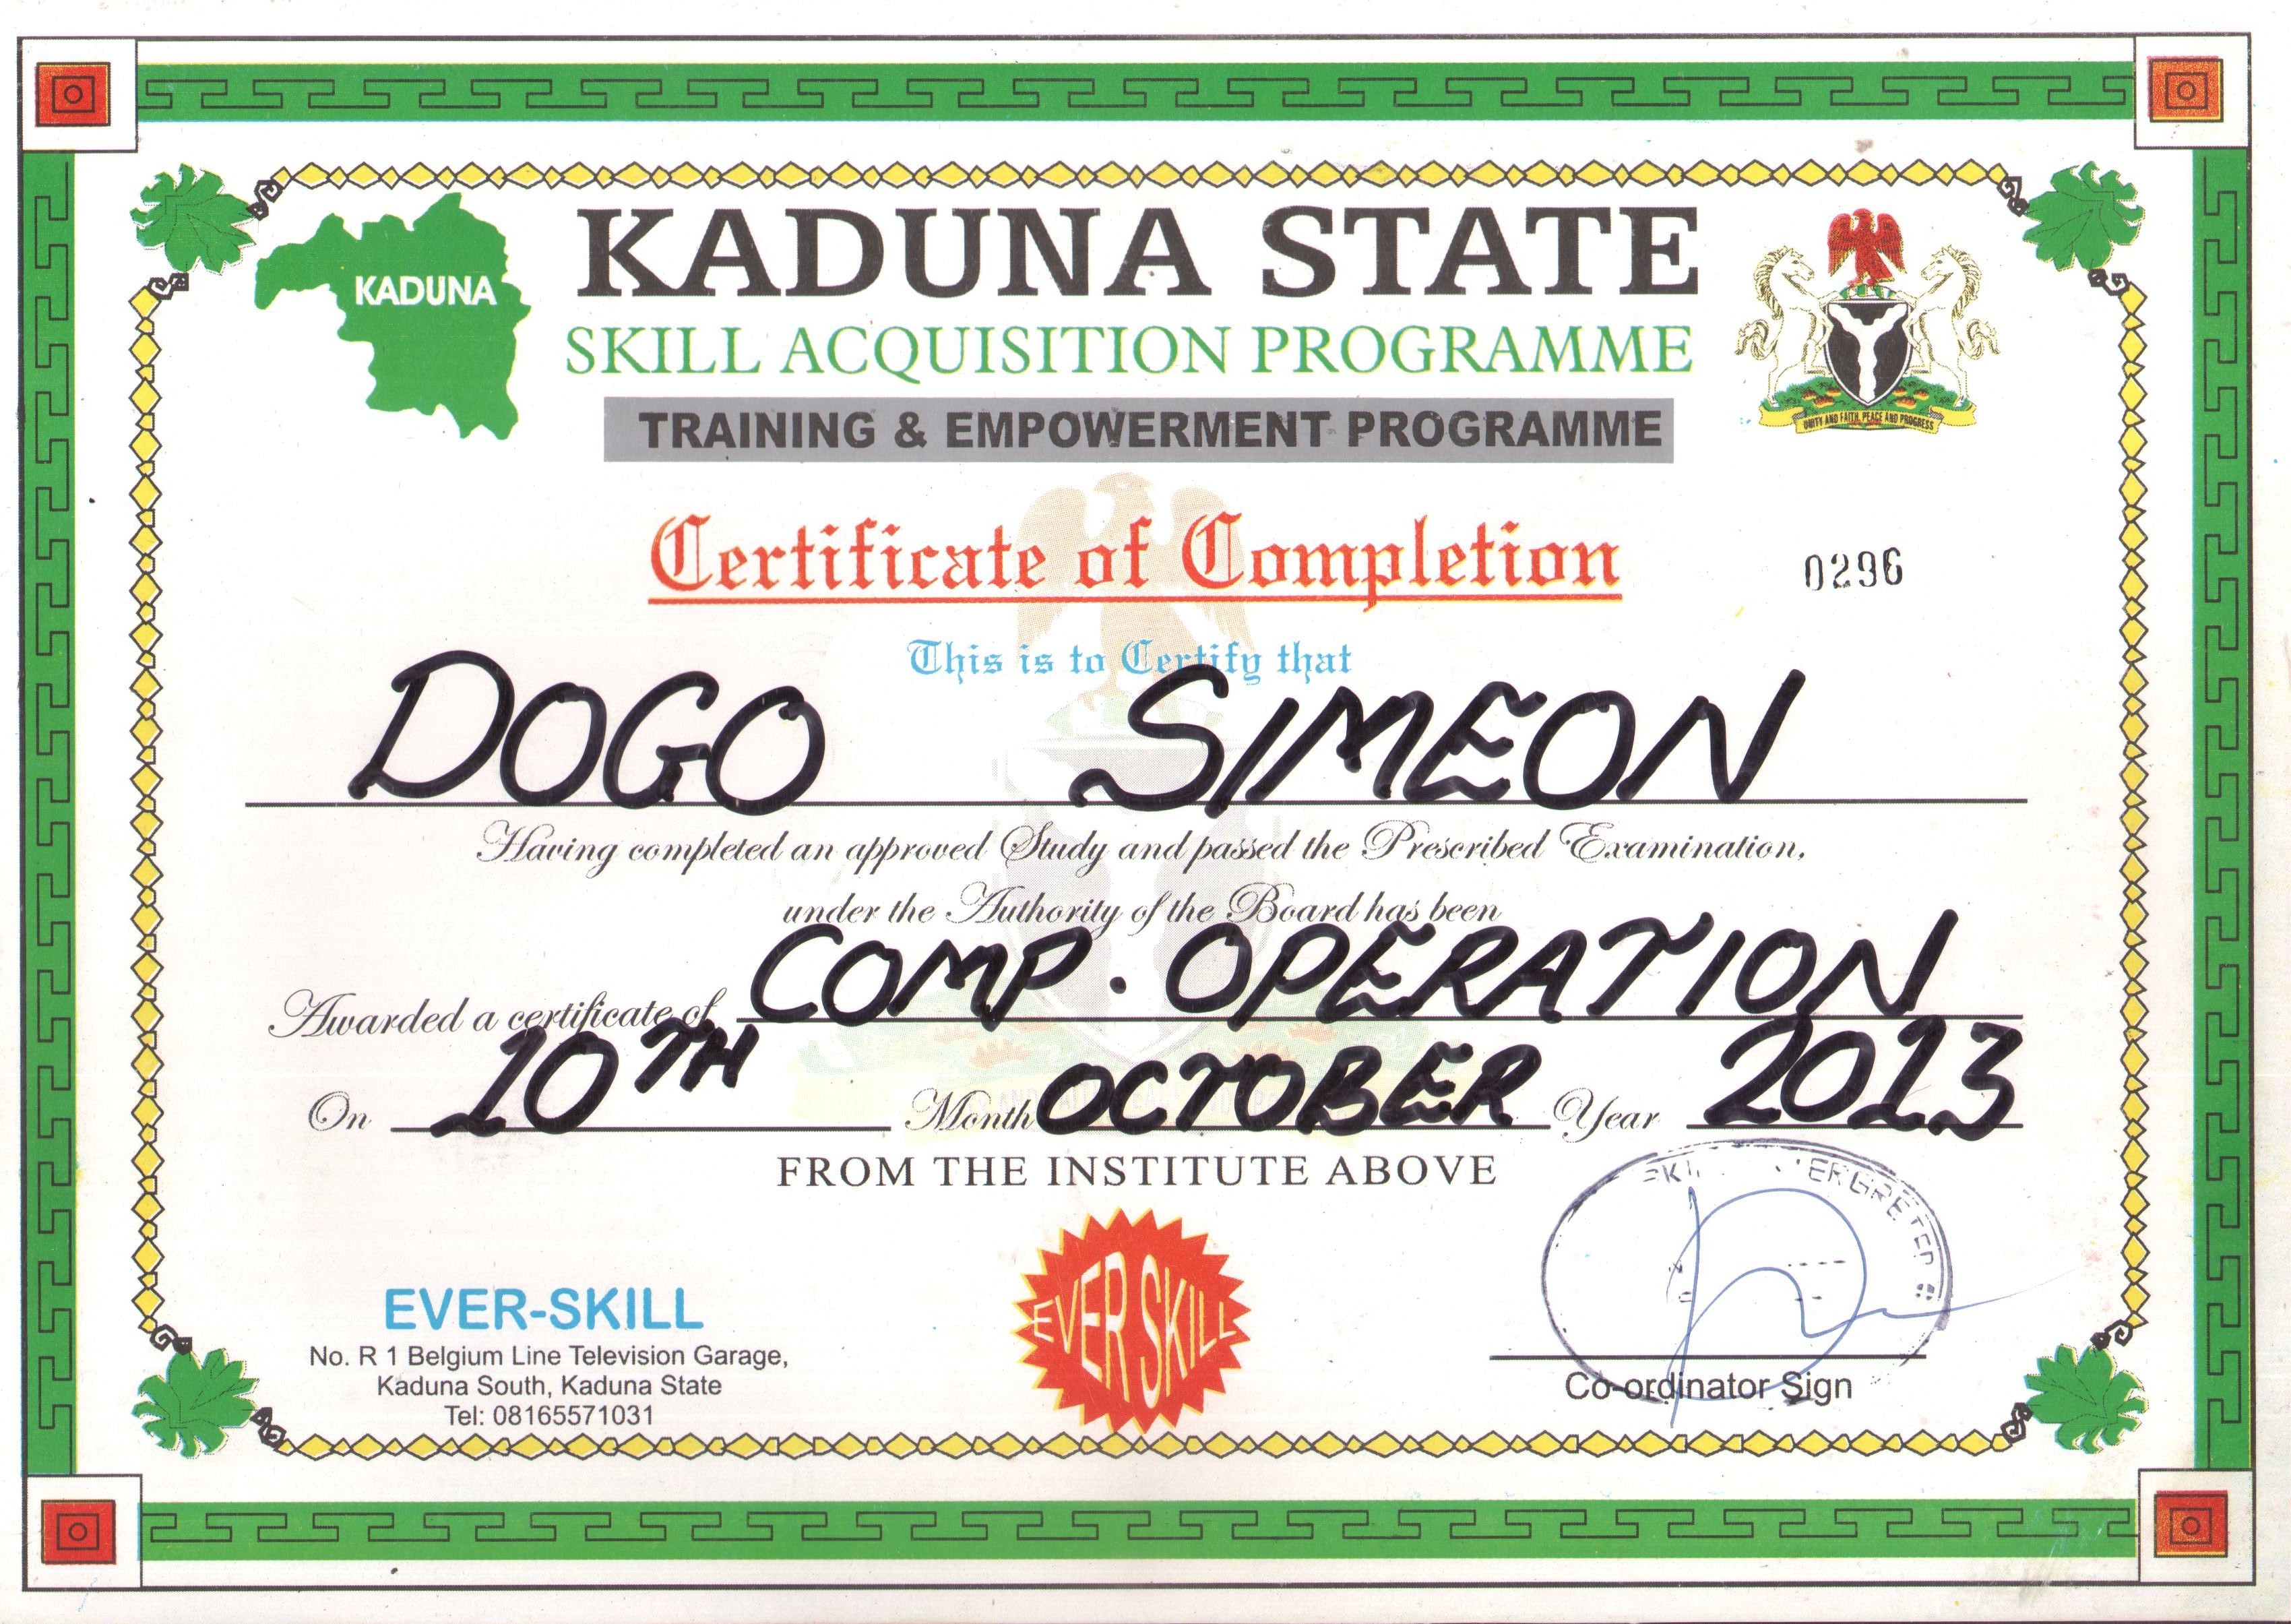 KADUNA
KADUNA STATE
SKILL ACQUISITION PROGRAMME
TRAINING & EMPOWERMENT PROGRAMME
UNITY AND FAITH, PEACE AND PROGRESS
Certificate of Completion
0296
This is to Certify that
DOGO SIMEON
Having completed an approved Study and passed the Prescribed Examination,
under the Authority of the Board has been
Awarded a certificate of COMP. OPERATION
On 10TH Month OCTOBER Year 2013
FROM THE INSTITUTE ABOVE
EVER-SKILL
No. R 1 Belgium Line Television Garage,
Kaduna South, Kaduna State
Tel: 08165571031
EVER SKILL
Co-ordinator Sign